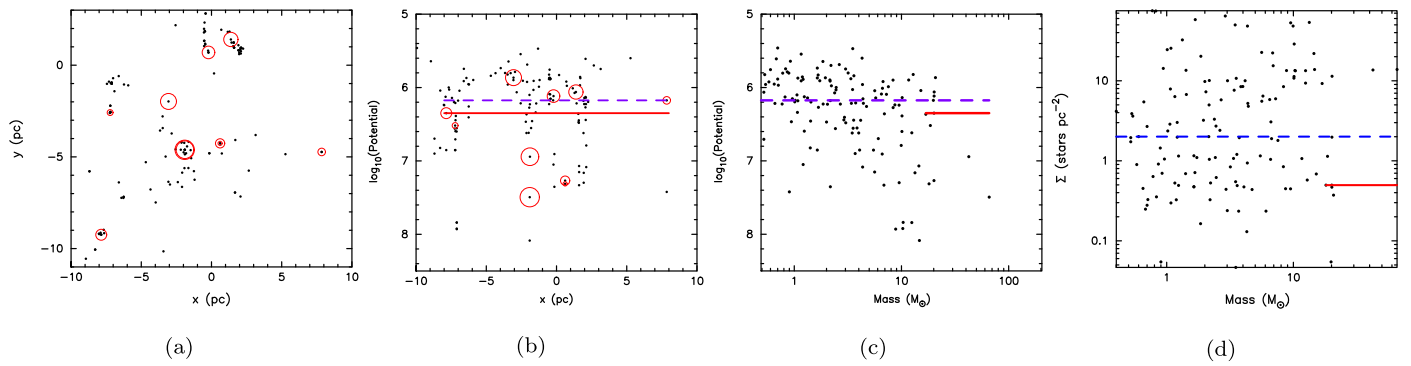 5
5
0
6
6
10
y (pc)
log₁₀(Potential)
log₁₀(Potential)
Σ (stars pc⁻²)
−5
7
7
1
−10
8
8
0.1
−10 −5 0 5 10
−10 −5 0 5 10
1 10 100
1 10
x (pc)
x (pc)
Mass (M⊙)
Mass (M⊙)
(a)
(b)
(c)
(d)